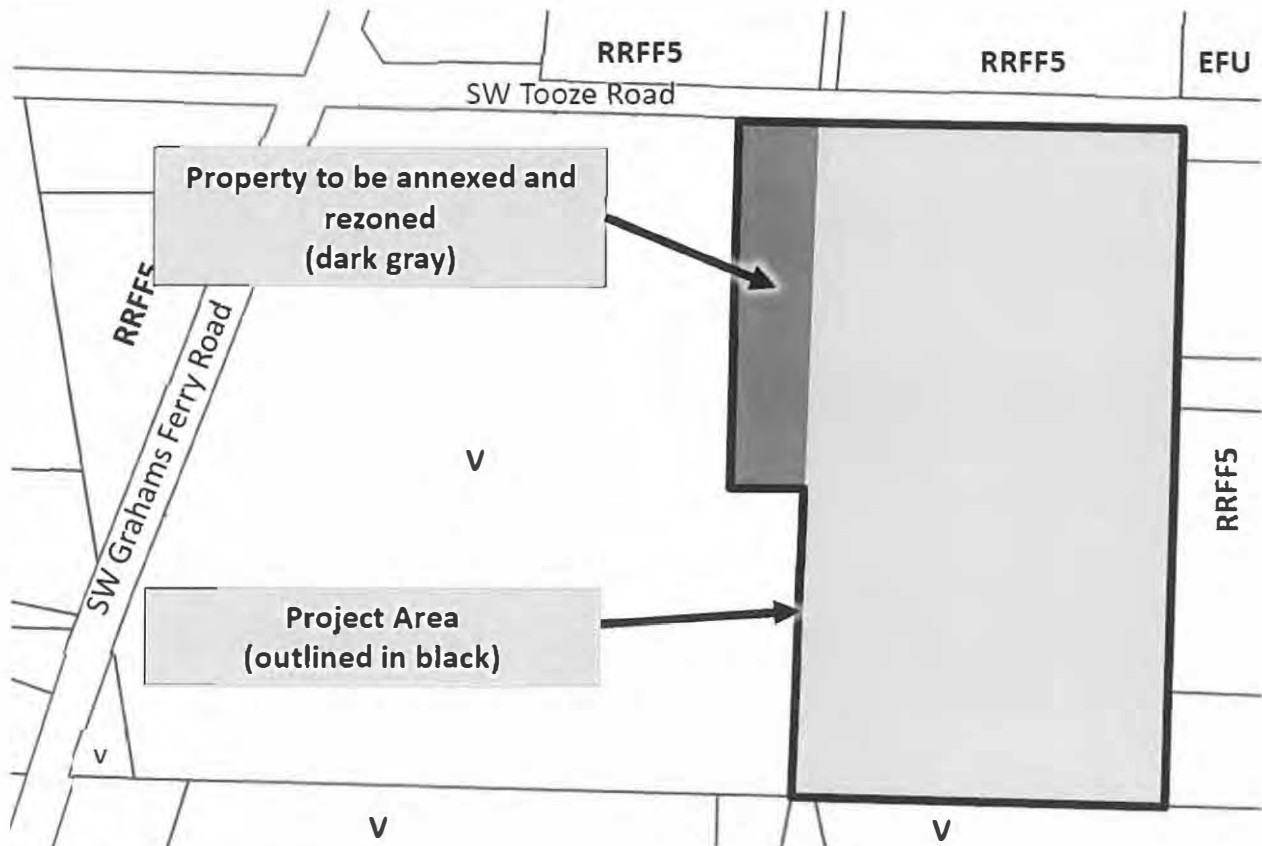 RRFF5
RRFF5
EFU
SW Tooze Road
Property to be annexed and
rezoned
(dark gray)
RRFF5
SW Grahams Ferry Road
V
RRFF5
Project Area
(outlined in black)
v
V
V